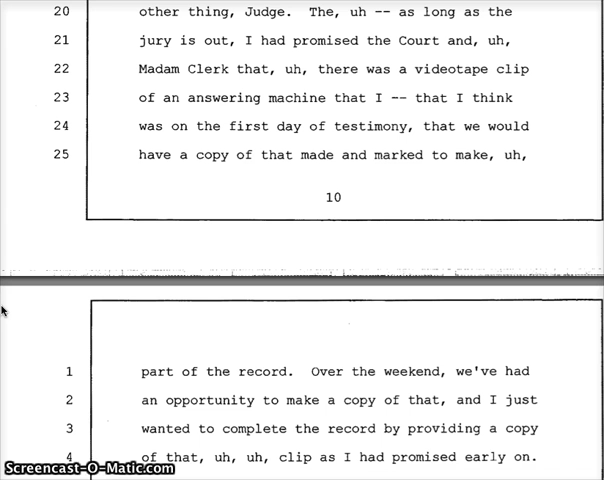 20 other thing, Judge. The, uh -- as long as the
21 jury is out, I had promised the Court and, uh,
22 Madam Clerk that, uh, there was a videotape clip
23 of an answering machine that I -- that I think
24 was on the first day of testimony, that we would
25 have a copy of that made and marked to make, uh,
10
1 part of the record. Over the weekend, we've had
2 an opportunity to make a copy of that, and I just
3 wanted to complete the record by providing a copy
4 of that, uh, uh, clip as I had promised early on.
Screencast-O-Matic.com